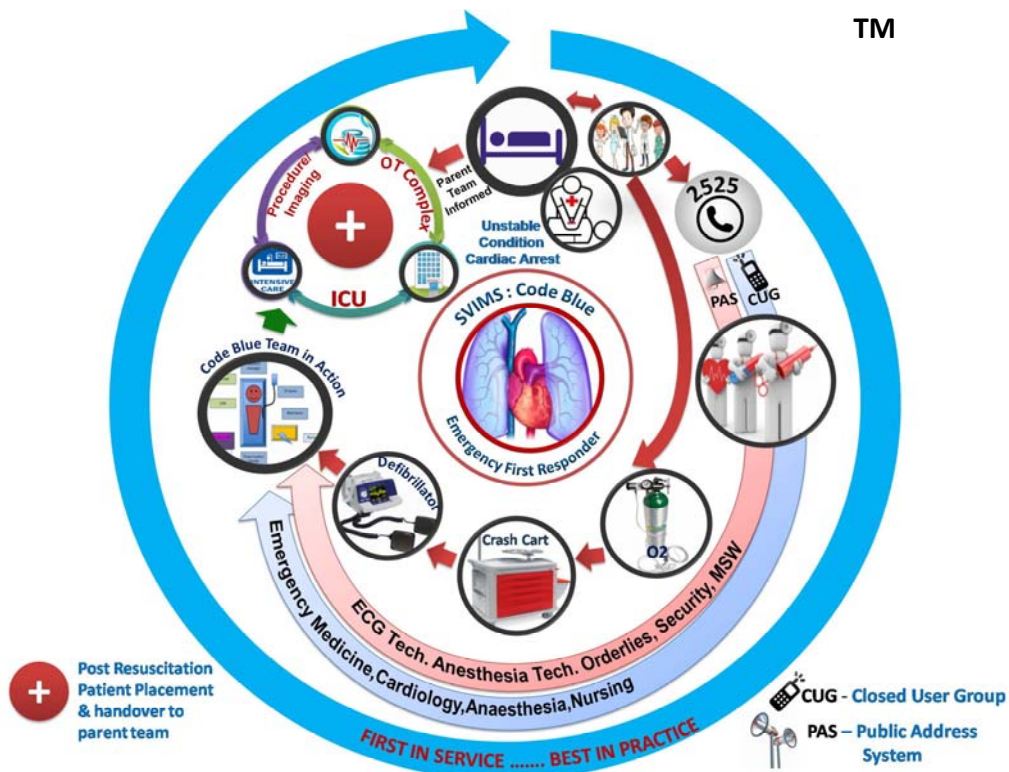 TM
Procedure/
Imaging
OT Complex
ICU
INTENSIVE
CARE
Parent
Team
Informed
Unstable
Condition
Cardiac Arrest
2525
PAS
CUG
SVIMS : Code Blue
Emergency First Responder
Code Blue Team in Action
Defibrillator
Crash Cart
O2
ECG Tech. Anesthesia Tech. Orderlies, Security, MSW
Emergency Medicine,Cardiology,Anaesthesia,Nursing
FIRST IN SERVICE ....... BEST IN PRACTICE
Post Resuscitation
Patient Placement
& handover to
parent team
CUG - Closed User Group
PAS – Public Address
System